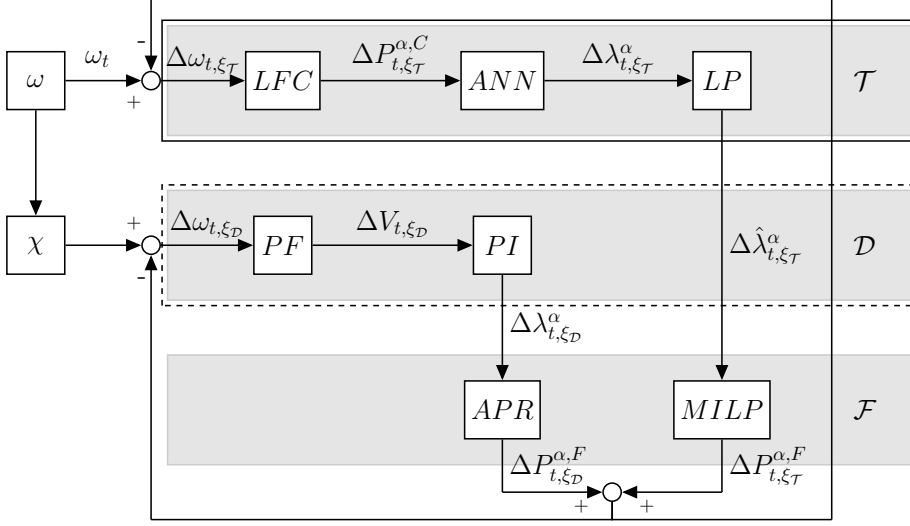 -
ω_t Δω_{t,ξ_𝒯} ΔP^{α,C}_{t,ξ_𝒯} Δλ^α_{t,ξ_𝒯}
ω LFC ANN LP 𝒯
+
+ Δω_{t,ξ_𝒟} ΔV_{t,ξ_𝒟}
χ PF PI Δλ̂^α_{t,ξ_𝒯} 𝒟
-
Δλ^α_{t,ξ_𝒟}
APR MILP ℱ
ΔP^{α,F}_{t,ξ_𝒟} ΔP^{α,F}_{t,ξ_𝒯}
+ +